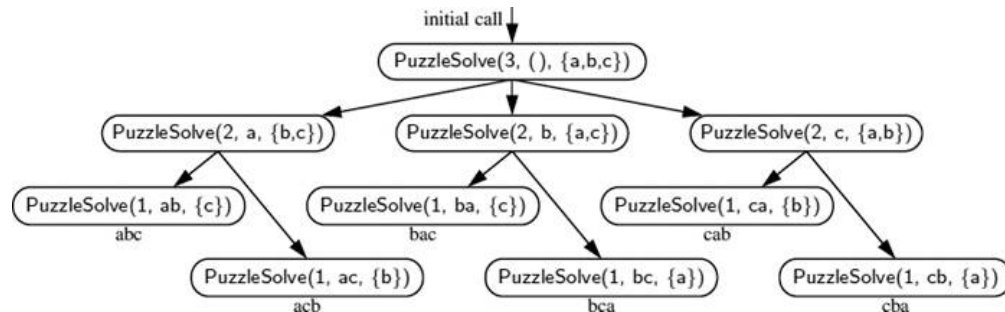 initial call
PuzzleSolve(3, ( ), {a,b,c})
PuzzleSolve(2, a, {b,c})
PuzzleSolve(2, b, {a,c})
PuzzleSolve(2, c, {a,b})
PuzzleSolve(1, ab, {c})
PuzzleSolve(1, ba, {c})
PuzzleSolve(1, ca, {b})
abc
bac
cab
PuzzleSolve(1, ac, {b})
PuzzleSolve(1, bc, {a})
PuzzleSolve(1, cb, {a})
acb
bca
cba